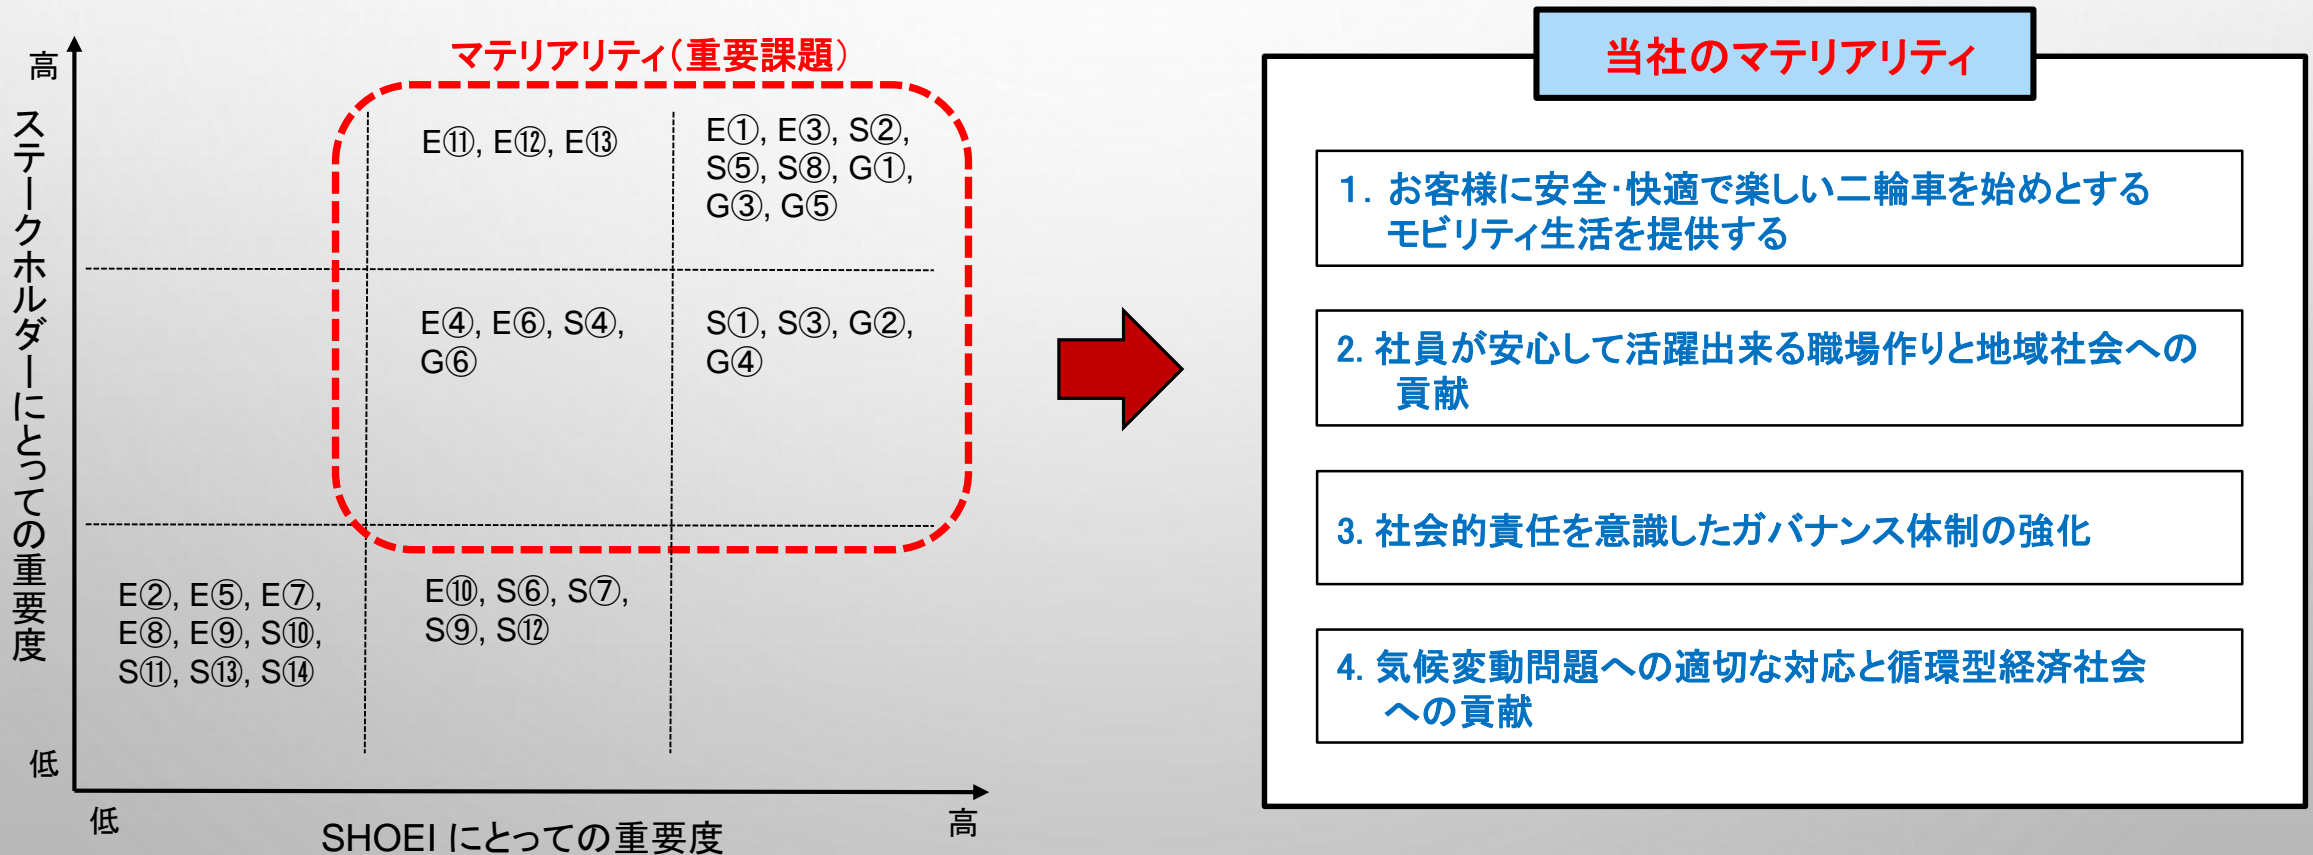 高
ステークホルダーにとっての重要度
低
マテリアリティ(重要課題)
E⑪, E⑫, E⑬
E①, E③, S②,
S⑤, S⑧, G①,
G③, G⑤
E④, E⑥, S④,
G⑥
S①, S③, G②,
G④
E②, E⑤, E⑦,
E⑧, E⑨, S⑩,
S⑪, S⑬, S⑭
E⑩, S⑥, S⑦,
S⑨, S⑫
低
SHOEI にとっての重要度
高
当社のマテリアリティ
1. お客様に安全・快適で楽しい二輪車を始めとする
モビリティ生活を提供する
2. 社員が安心して活躍出来る職場作りと地域社会への
貢献
3. 社会的責任を意識したガバナンス体制の強化
4. 気候変動問題への適切な対応と循環型経済社会
への貢献